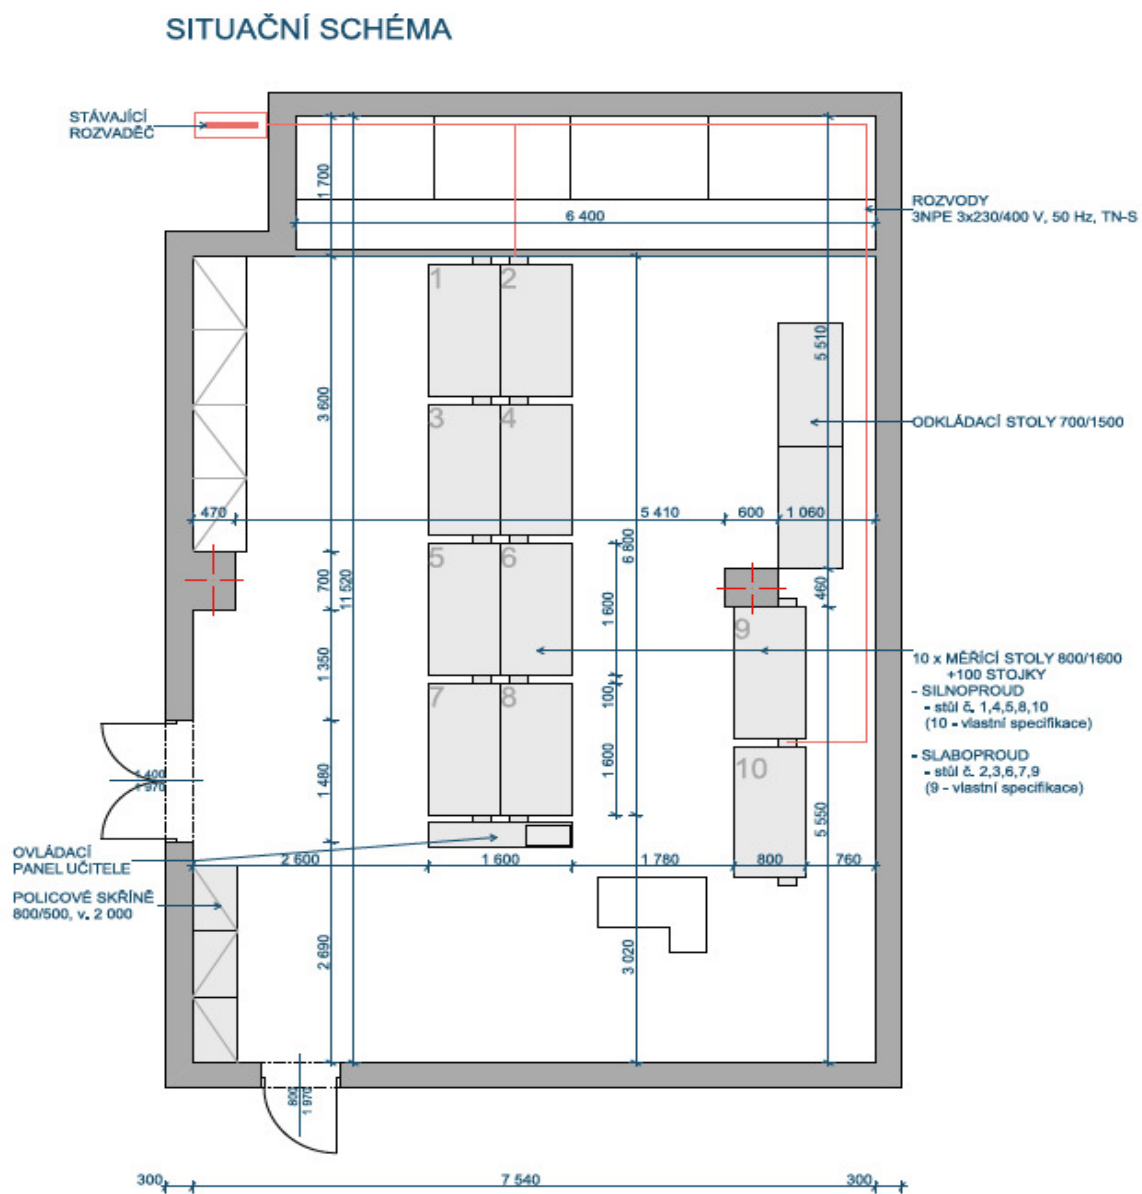 SITUAČNÍ SCHÉMA
STÁVAJÍCÍ
ROZVADĚČ
1 700
6 400
ROZVODY
3NPE 3x230/400 V, 50 Hz, TN-S
1
2
5 510
3 600
3
4
ODKLÁDACÍ STOLY 700/1500
470
5 410
600
1 060
5
6
6 800
700
11 520
460
1 600
9
1 350
10 x MĚŘÍCÍ STOLY 800/1600
+100 STOJKY
- SILNOPROUD
- stůl č. 1,4,5,8,10
(10 - vlastní specifikace)
7
8
100
- SLABOPROUD
- stůl č. 2,3,6,7,9
(9 - vlastní specifikace)
1 400
1 970
1 480
1 600
10
5 550
OVLÁDACÍ
PANEL UČITELE
2 600
1 600
1 780
800
760
POLICOVÉ SKŘÍNĚ
800/500, v. 2 000
2 690
3 020
800
1 970
300
7 540
300